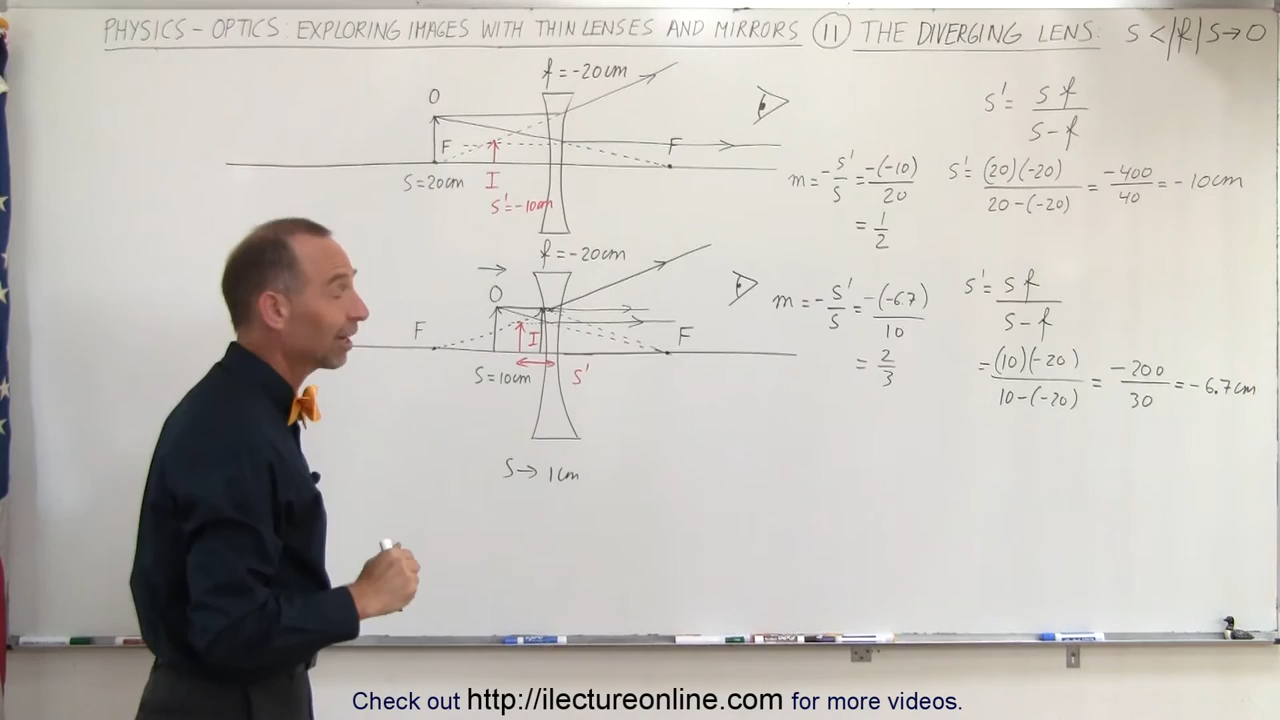 PHYSICS - OPTICS: EXPLORING IMAGES WITH THIN LENSES AND MIRRORS (11) THE DIVERGING LENS: S < |f| S→0
f = -20cm
O
F
F
S = 20cm
I
S' = -10cm
S' = S f / S - f
m = - S' / S = -(-10) / 20
= 1 / 2
S' = (20)(-20) / 20 - (-20) = -400 / 40 = -10cm
f = -20cm
→
O
F
F
I
S = 10cm
S'
S → 1cm
m = - S' / S = -(-6.7) / 10
= 2 / 3
S' = S f / S - f
= (10)(-20) / 10 - (-20) = -200 / 30 = -6.7cm
Check out http://ilectureonline.com for more videos.